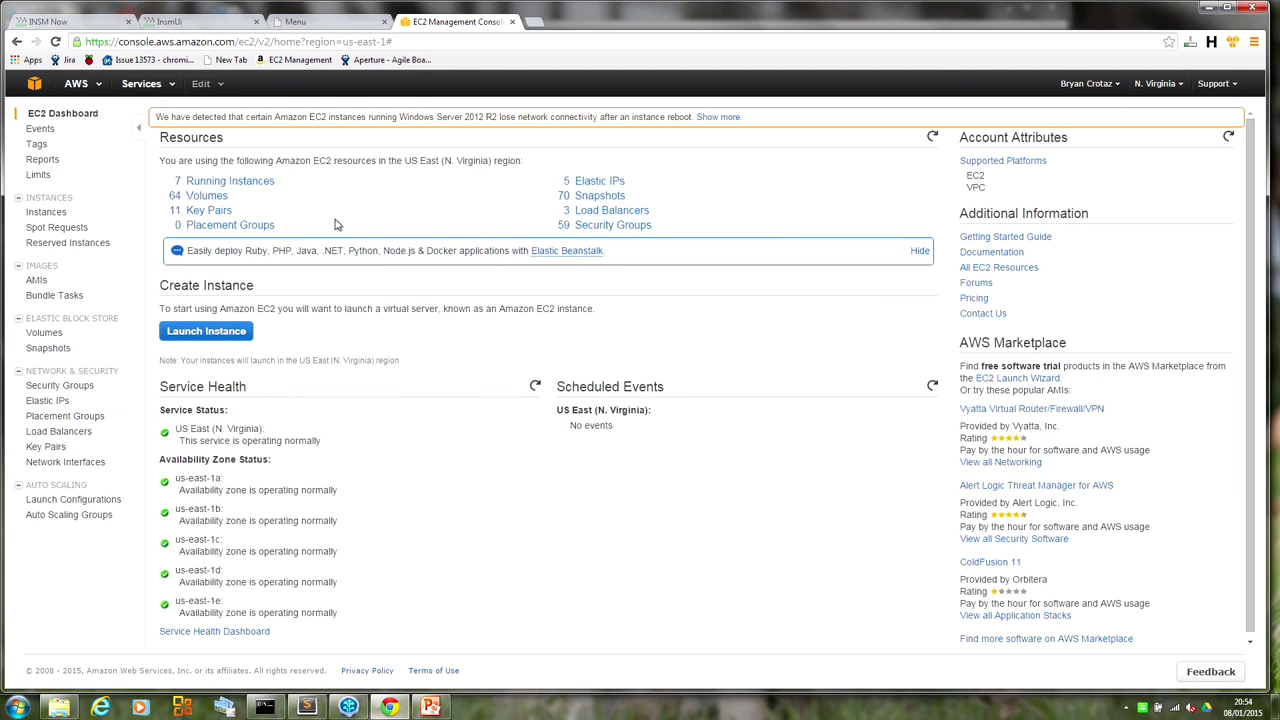 INSM Now
InsmUi
Menu
EC2 Management Consol
https://console.aws.amazon.com/ec2/v2/home?region=us-east-1#
Apps
Jira
Issue 13573 - chromi...
New Tab
EC2 Management
Aperture - Agile Boa...
AWS
Services
Edit
Bryan Crotaz
N. Virginia
Support
EC2 Dashboard
Events
Tags
Reports
Limits
INSTANCES
Instances
Spot Requests
Reserved Instances
IMAGES
AMIs
Bundle Tasks
ELASTIC BLOCK STORE
Volumes
Snapshots
NETWORK & SECURITY
Security Groups
Elastic IPs
Placement Groups
Load Balancers
Key Pairs
Network Interfaces
AUTO SCALING
Launch Configurations
Auto Scaling Groups
We have detected that certain Amazon EC2 instances running Windows Server 2012 R2 lose network connectivity after an instance reboot. Show more.
Resources
You are using the following Amazon EC2 resources in the US East (N. Virginia) region:
7 Running Instances
64 Volumes
11 Key Pairs
0 Placement Groups
5 Elastic IPs
70 Snapshots
3 Load Balancers
59 Security Groups
Easily deploy Ruby, PHP, Java, .NET, Python, Node.js & Docker applications with Elastic Beanstalk.
Hide
Create Instance
To start using Amazon EC2 you will want to launch a virtual server, known as an Amazon EC2 instance.
Launch Instance
Note: Your instances will launch in the US East (N. Virginia) region
Service Health
Service Status:
US East (N. Virginia):
This service is operating normally
Availability Zone Status:
us-east-1a:
Availability zone is operating normally
us-east-1b:
Availability zone is operating normally
us-east-1c:
Availability zone is operating normally
us-east-1d:
Availability zone is operating normally
us-east-1e:
Availability zone is operating normally
Service Health Dashboard
Scheduled Events
US East (N. Virginia):
No events
Account Attributes
Supported Platforms
EC2
VPC
Additional Information
Getting Started Guide
Documentation
All EC2 Resources
Forums
Pricing
Contact Us
AWS Marketplace
Find free software trial products in the AWS Marketplace from
the EC2 Launch Wizard.
Or try these popular AMIs:
Vyatta Virtual Router/Firewall/VPN
Provided by Vyatta, Inc.
Rating
Pay by the hour for software and AWS usage
View all Networking
Alert Logic Threat Manager for AWS
Provided by Alert Logic, Inc.
Rating
Pay by the hour for software and AWS usage
View all Security Software
ColdFusion 11
Provided by Orbitera
Rating
Pay by the hour for software and AWS usage
View all Application Stacks
Find more software on AWS Marketplace
© 2008 - 2015, Amazon Web Services, Inc. or its affiliates. All rights reserved.
Privacy Policy
Terms of Use
Feedback
20:54
08/01/2015